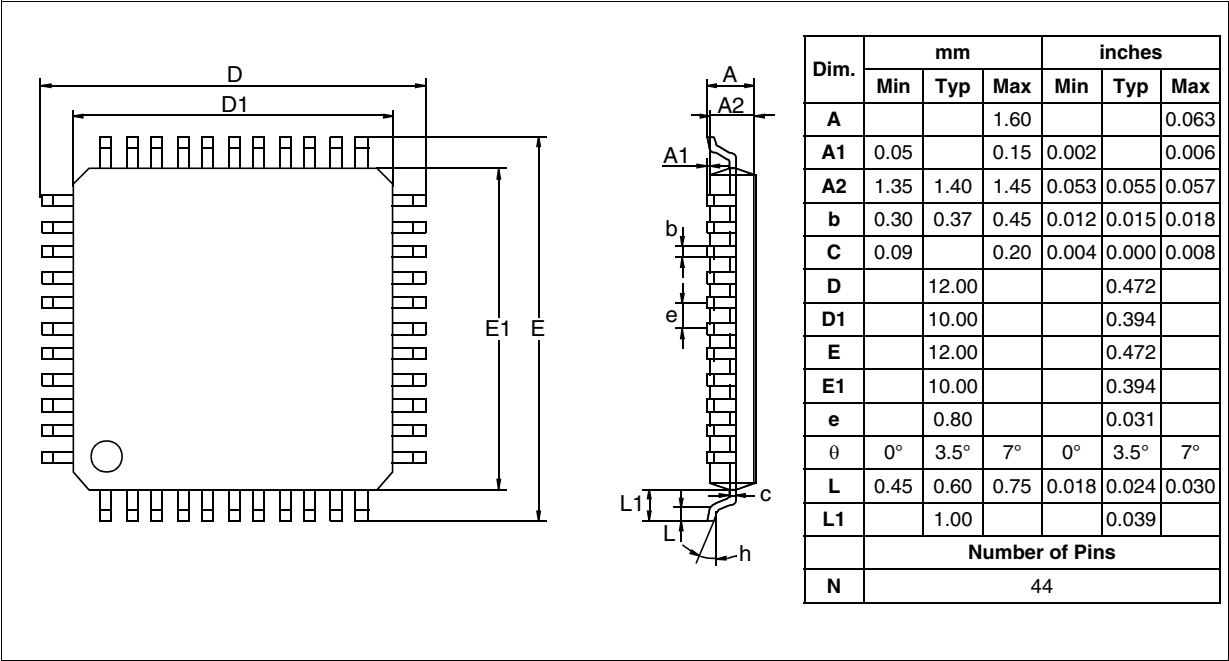 D
D1
E1
E
A
A2
A1
b
e
L1
L
c
h
Dim. mm inches
Min Typ Max Min Typ Max
A 1.60 0.063
A1 0.05 0.15 0.002 0.006
A2 1.35 1.40 1.45 0.053 0.055 0.057
b 0.30 0.37 0.45 0.012 0.015 0.018
C 0.09 0.20 0.004 0.000 0.008
D 12.00 0.472
D1 10.00 0.394
E 12.00 0.472
E1 10.00 0.394
e 0.80 0.031
θ 0° 3.5° 7° 0° 3.5° 7°
L 0.45 0.60 0.75 0.018 0.024 0.030
L1 1.00 0.039
Number of Pins
N 44